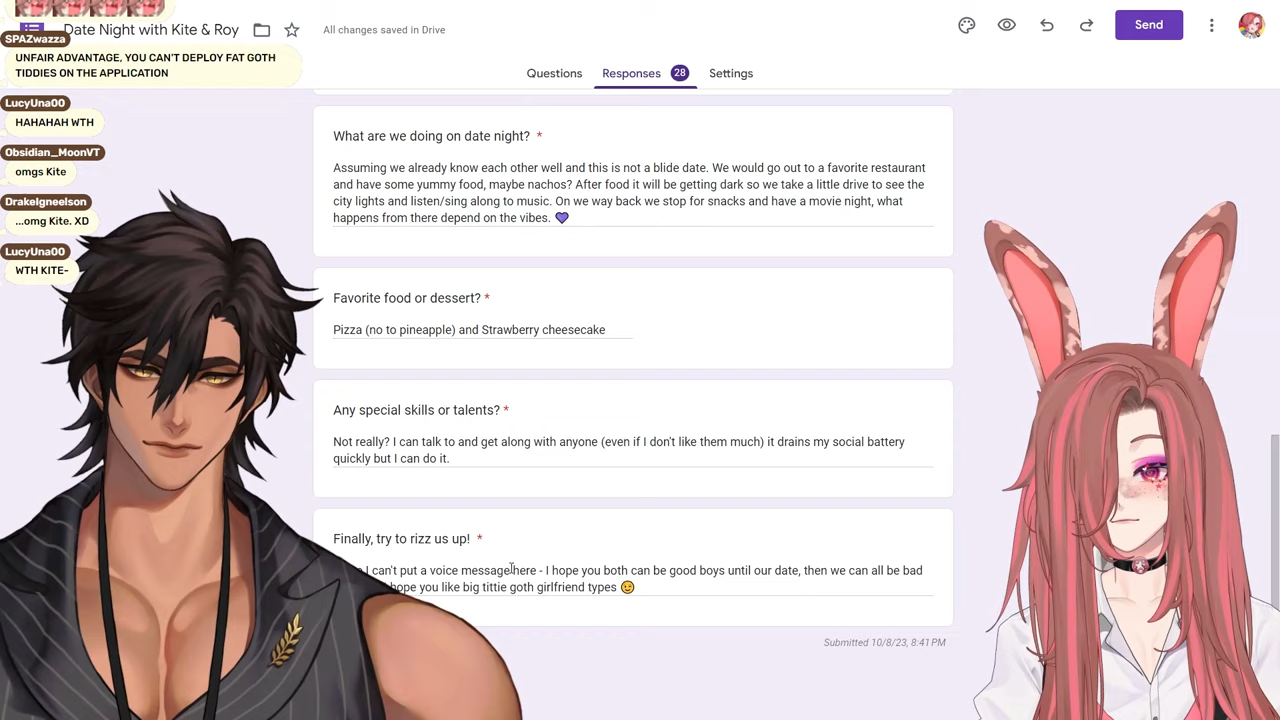 Date Night with Kite & Roy
All changes saved in Drive
Send
SPAZwazza
UNFAIR ADVANTAGE, YOU CAN'T DEPLOY FAT GOTH
TIDDIES ON THE APPLICATION
Questions
Responses 28
Settings
LucyUna00
HAHAHAH WTH
Obsidian_MoonVT
omgs Kite
DrakeIgneelson
...omg Kite. XD
LucyUna00
WTH KITE-
What are we doing on date night? *
Assuming we already know each other well and this is not a blide date. We would go out to a favorite restaurant
and have some yummy food, maybe nachos? After food it will be getting dark so we take a little drive to see the
city lights and listen/sing along to music. On we way back we stop for snacks and have a movie night, what
happens from there depend on the vibes. 💜
Favorite food or dessert? *
Pizza (no to pineapple) and Strawberry cheesecake
Any special skills or talents? *
Not really? I can talk to and get along with anyone (even if I don't like them much) it drains my social battery
quickly but I can do it.
Finally, try to rizz us up! *
I can't put a voice message here - I hope you both can be good boys until our date, then we can all be bad
hope you like big tittie goth girlfriend types 😉
Submitted 10/8/23, 8:41 PM